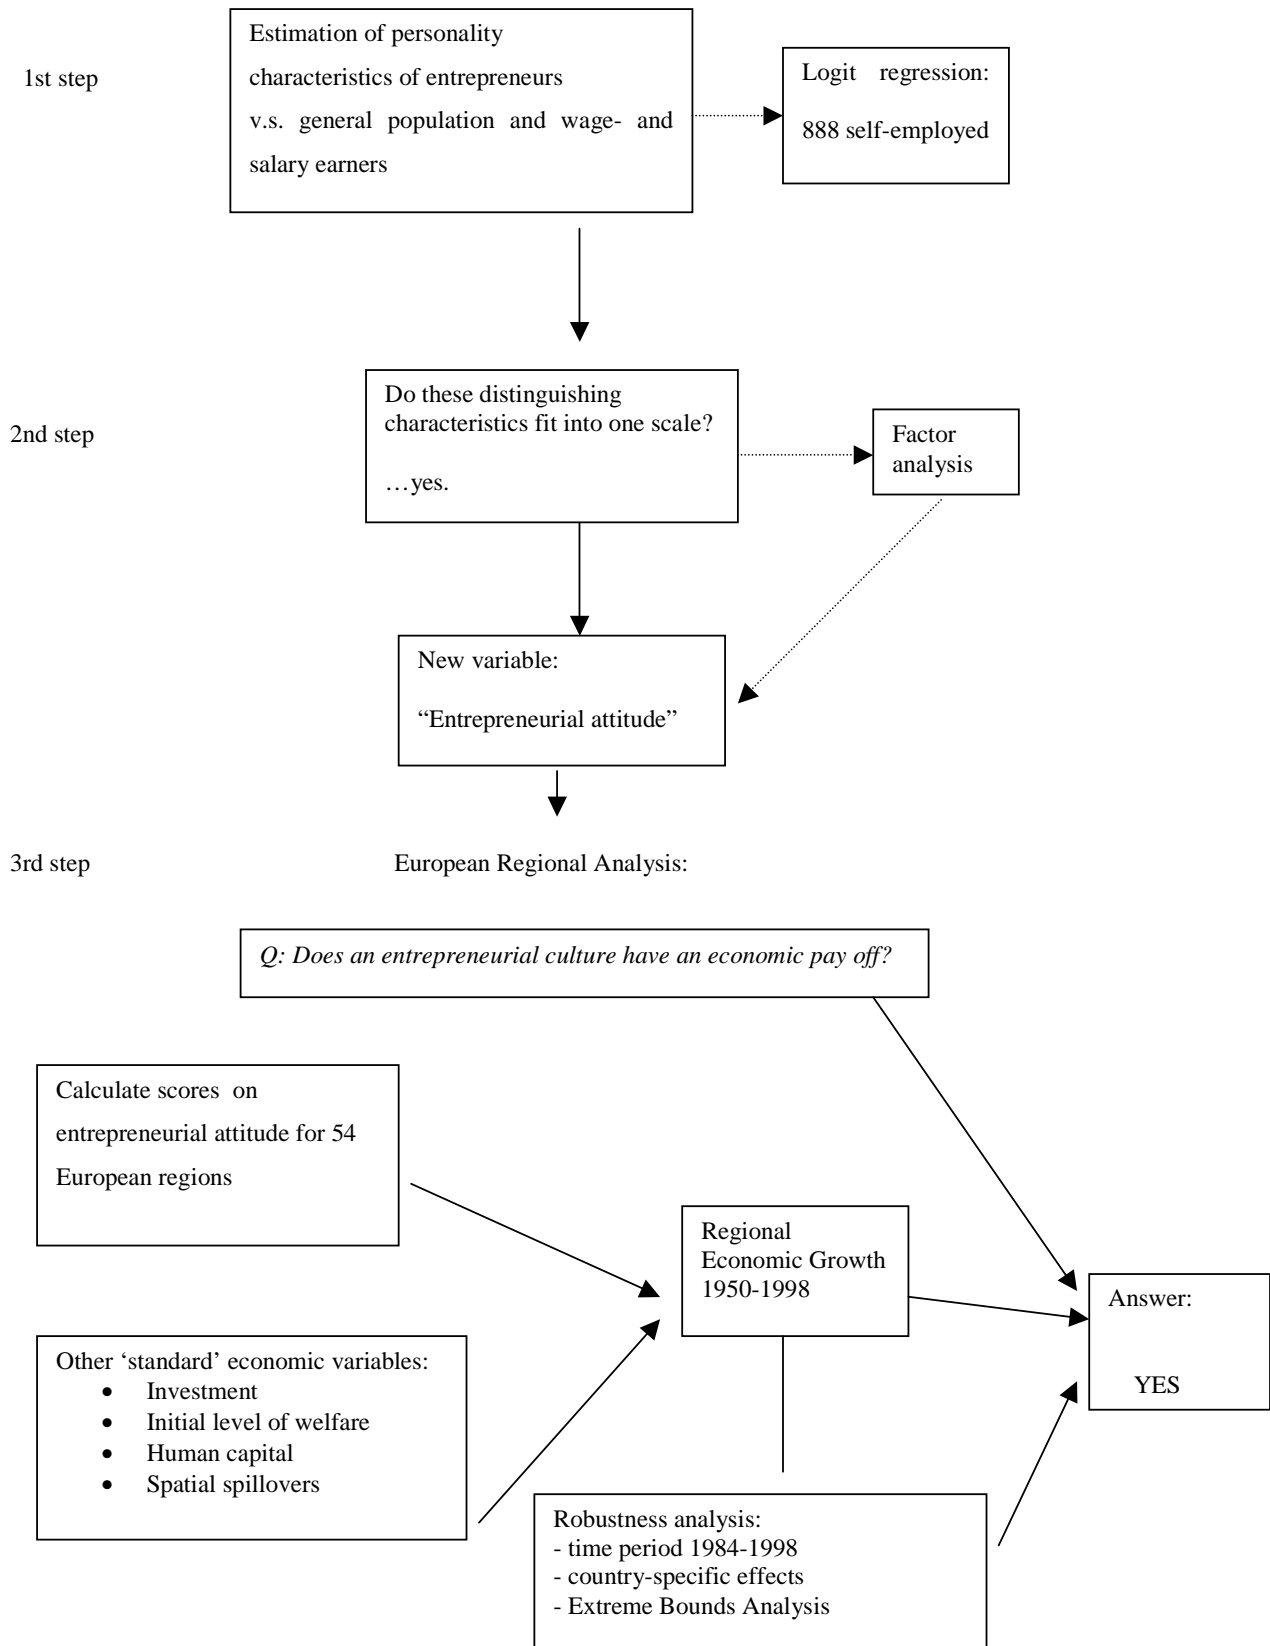 1st step
Estimation of personality
characteristics of entrepreneurs
v.s. general population and wage- and
salary earners
Logit regression:
888 self-employed
2nd step
Do these distinguishing
characteristics fit into one scale?
…yes.
Factor
analysis
New variable:
“Entrepreneurial attitude”
3rd step
European Regional Analysis:
Q: Does an entrepreneurial culture have an economic pay off?
Calculate scores on
entrepreneurial attitude for 54
European regions
Regional
Economic Growth
1950-1998
Answer:
YES
Other ‘standard’ economic variables:
• Investment
• Initial level of welfare
• Human capital
• Spatial spillovers
Robustness analysis:
- time period 1984-1998
- country-specific effects
- Extreme Bounds Analysis